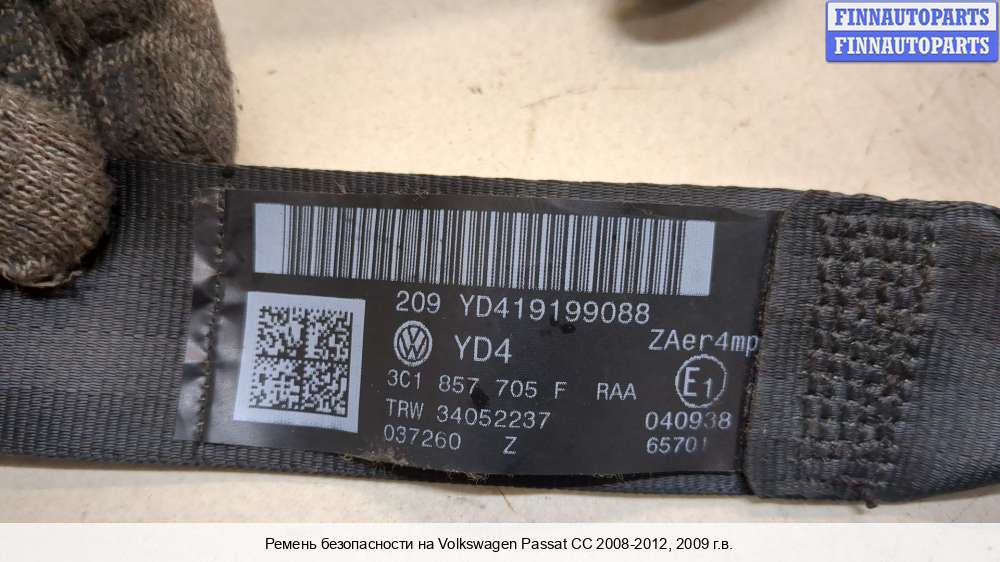 FINNAUTOPARTS
FINNAUTOPARTS
209 YD419199088
YD4
ZAer4mp
3C1 857 705 F RAA
E1
TRW 34052237
040938
037260 Z
65701
Ремень безопасности на Volkswagen Passat CC 2008-2012, 2009 г.в.